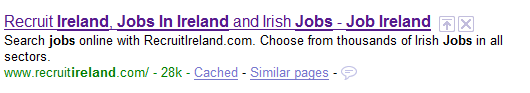 Recruit Ireland, Jobs In Ireland and Irish Jobs - Job Ireland
Search jobs online with RecruitIreland.com. Choose from thousands of Irish Jobs in all
sectors.
www.recruitireland.com/ - 28k - Cached - Similar pages -